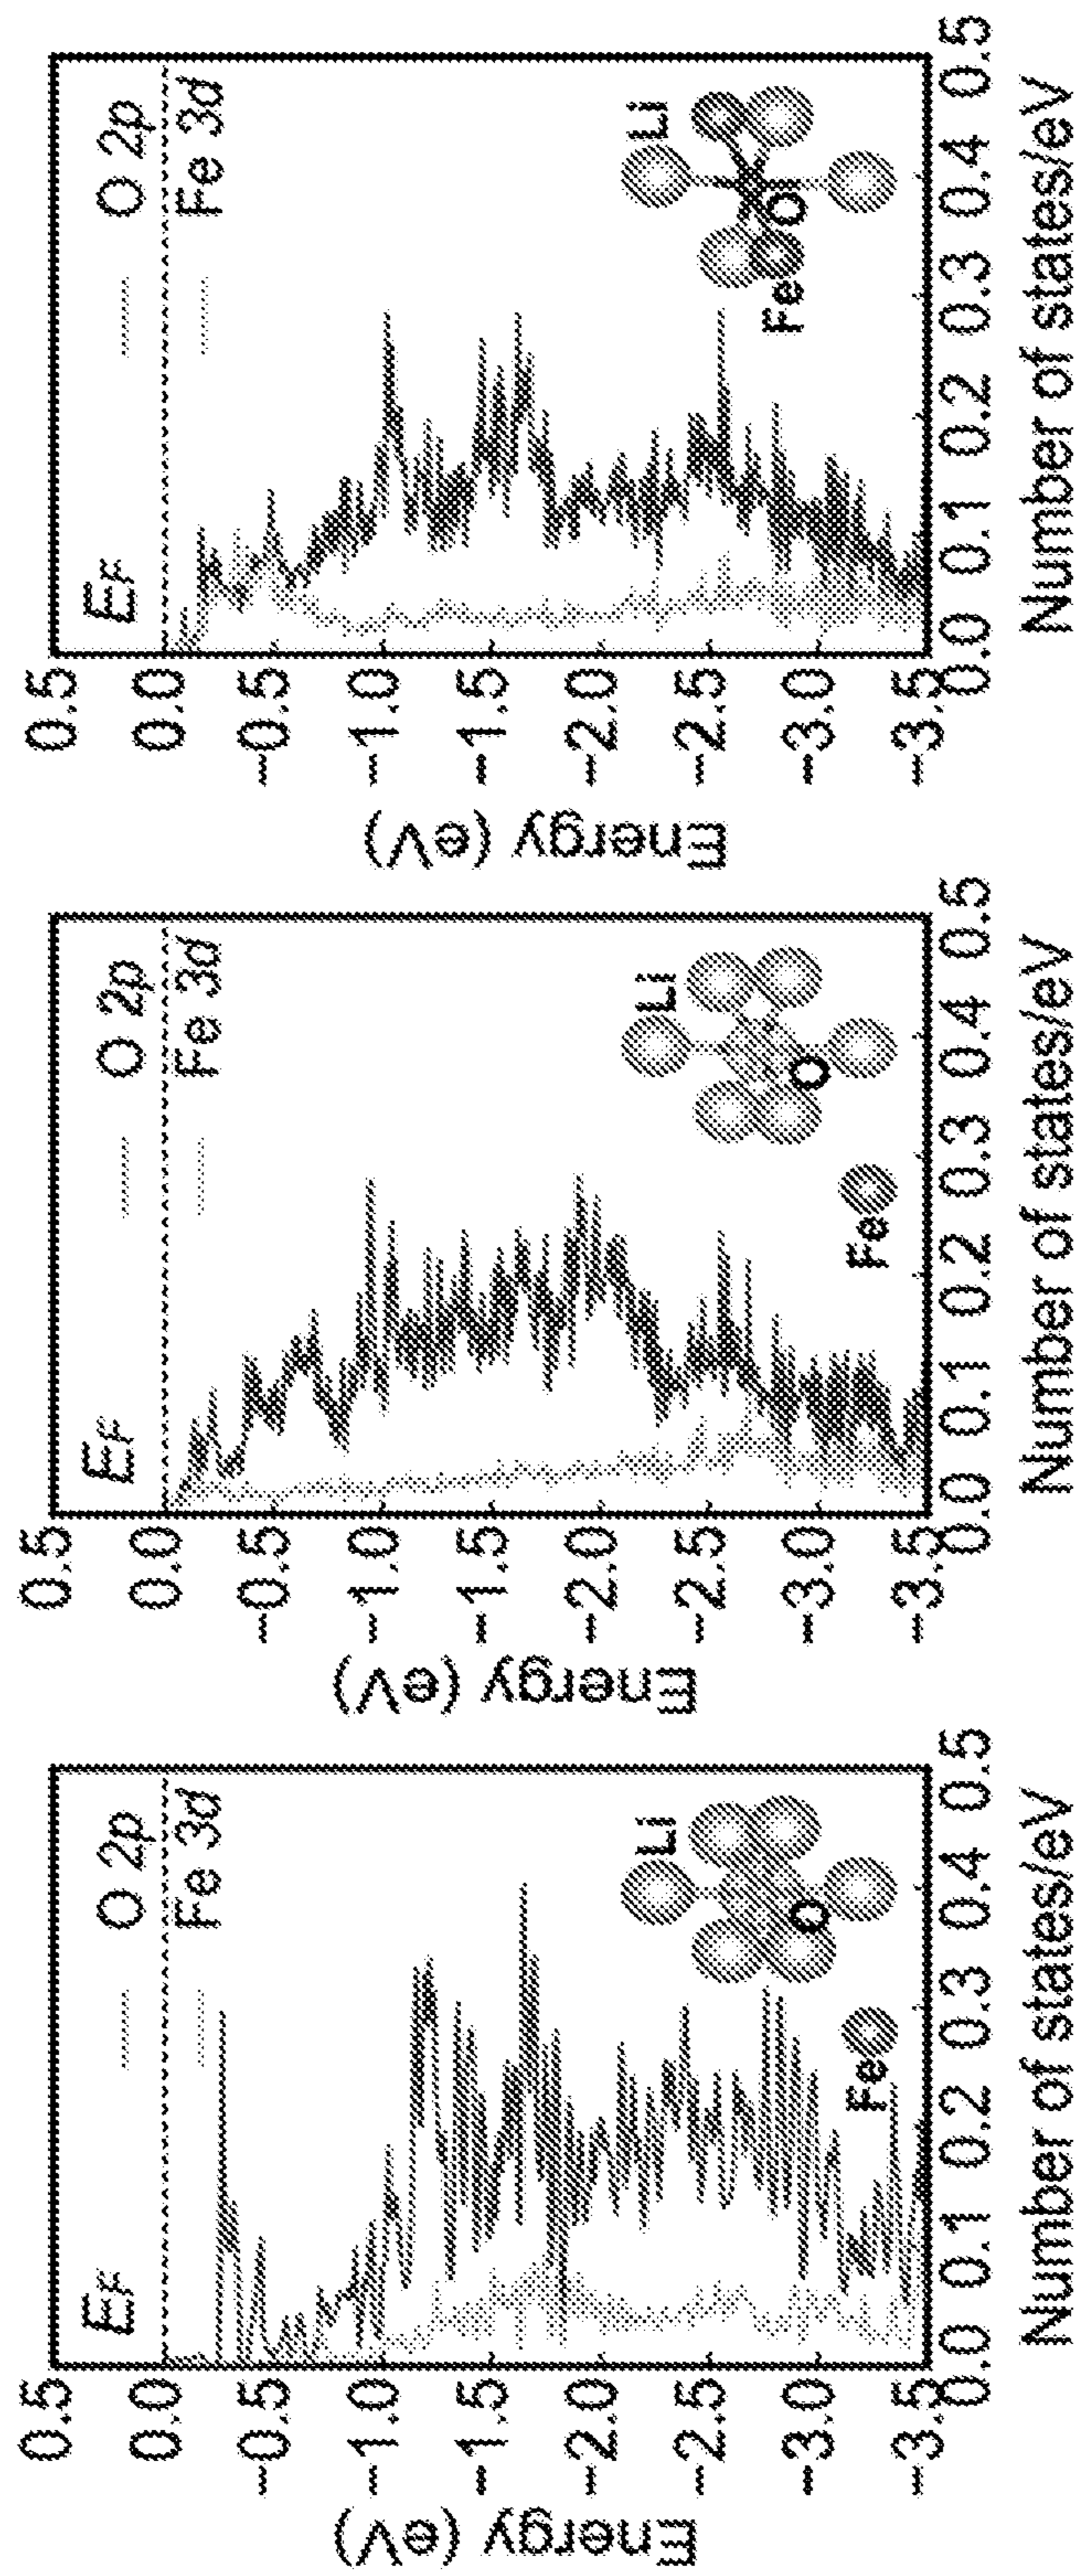 Energy (eV)
0.5
0.0
−0.5
−1.0
−1.5
−2.0
−2.5
−3.0
−3.5
EF
O 2p
Fe 3d
Li
O
Fe
0.0 0.1 0.2 0.3 0.4 0.5
Number of states/eV
Energy (eV)
0.5
0.0
−0.5
−1.0
−1.5
−2.0
−2.5
−3.0
−3.5
EF
O 2p
Fe 3d
Li
O
Fe
0.0 0.1 0.2 0.3 0.4 0.5
Number of states/eV
Energy (eV)
0.5
0.0
−0.5
−1.0
−1.5
−2.0
−2.5
−3.0
−3.5
EF
O 2p
Fe 3d
Li
Fe O
0.0 0.1 0.2 0.3 0.4 0.5
Number of states/eV